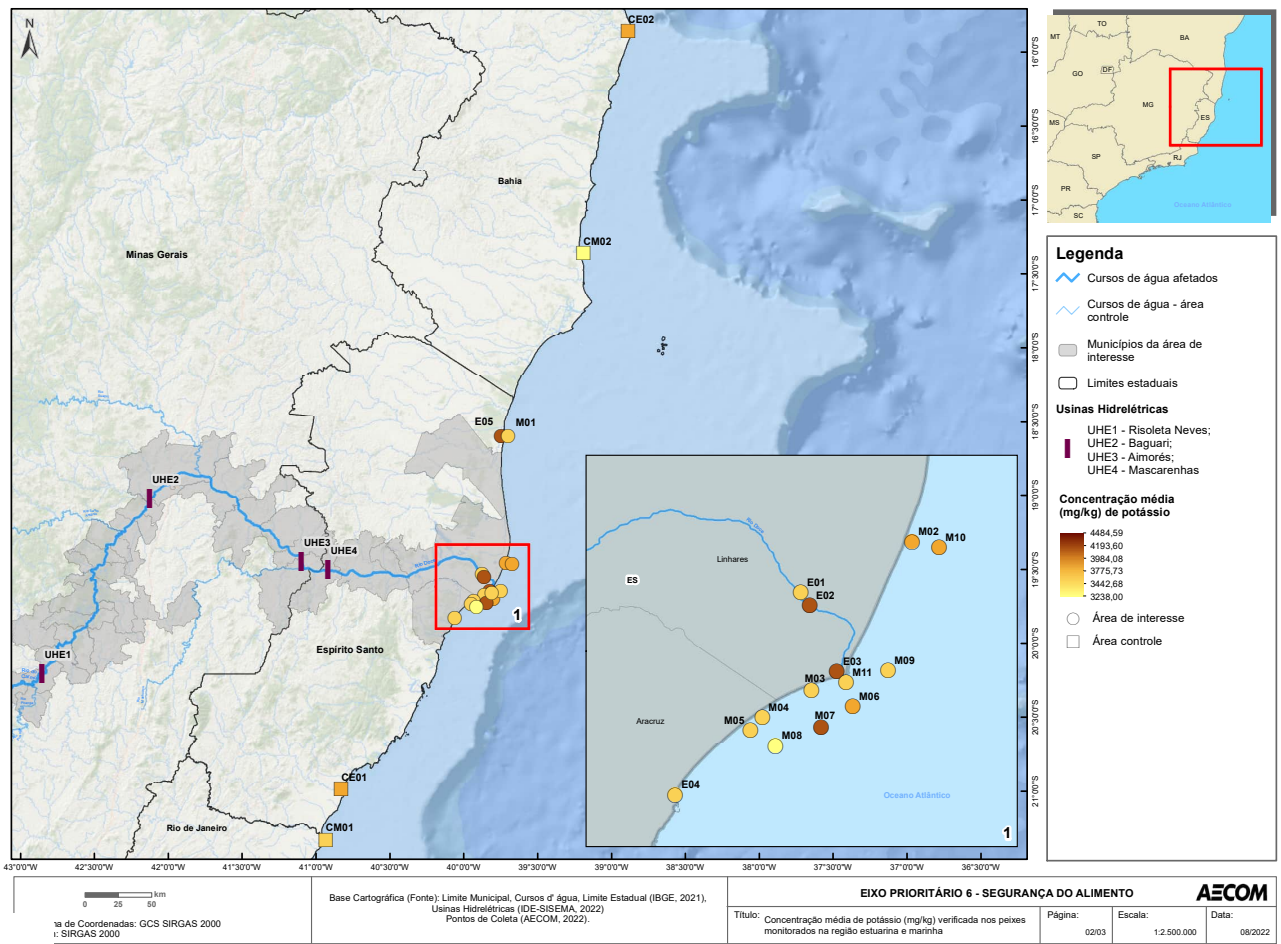 N
CE02
Bahia
Minas Gerais
CM02
E05
M01
UHE2
UHE3
UHE4
UHE1
Rio Doce
1
Espírito Santo
CE01
Rio de Janeiro
CM01
16°0'0"S
16°30'0"S
17°0'0"S
17°30'0"S
18°0'0"S
18°30'0"S
19°0'0"S
19°30'0"S
20°0'0"S
20°30'0"S
21°0'0"S
43°0'0"W
42°30'0"W
42°0'0"W
41°30'0"W
41°0'0"W
40°30'0"W
40°0'0"W
39°30'0"W
39°0'0"W
38°30'0"W
38°0'0"W
37°30'0"W
37°0'0"W
36°30'0"W
Rio Doce
M02
M10
Linhares
ES
E01
E02
E03
M09
M11
M03
M06
M04
M07
M05
Aracruz
M08
E04
Oceano Atlântico
1
TO
BA
MT
GO
DF
MG
ES
MS
SP
RJ
PR
SC
Oceano Atlântico
Legenda
Cursos de água afetados
Cursos de água - área
controle
Municípios da área de
interesse
Limites estaduais
Usinas Hidrelétricas
UHE1 - Risoleta Neves;
UHE2 - Baguari;
UHE3 - Aimorés;
UHE4 - Mascarenhas
Concentração média
(mg/kg) de potássio
4484,59
4193,60
3984,08
3775,73
3442,68
3238,00
Área de interesse
Área controle
km
0 25 50
na de Coordenadas: GCS SIRGAS 2000
: SIRGAS 2000
Base Cartográfica (Fonte): Limite Municipal, Cursos d' água, Limite Estadual (IBGE, 2021),
Usinas Hidrelétricas (IDE-SISEMA, 2022)
Pontos de Coleta (AECOM, 2022).
EIXO PRIORITÁRIO 6 - SEGURANÇA DO ALIMENTO
AECOM
Título: Concentração média de potássio (mg/kg) verificada nos peixes
monitorados na região estuarina e marinha
Página:
02/03
Escala:
1:2.500.000
Data:
08/2022